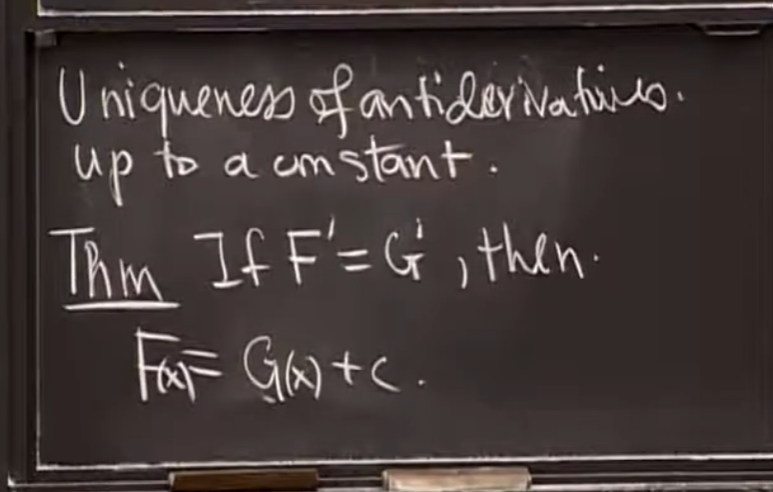 Uniqueness of antiderivatives.
up to a constant.
Thm If F' = G', then.
F(x) = G(x) + c.